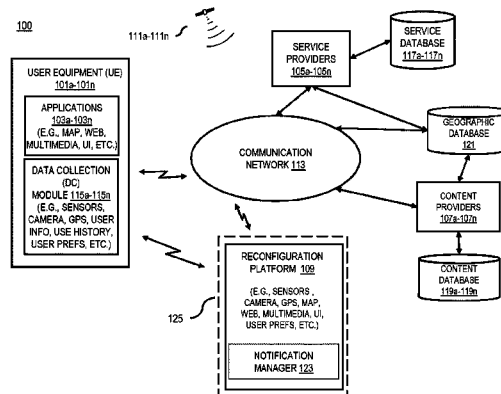 100
111a-111n
USER EQUIPMENT (UE)
101a-101n
APPLICATIONS
103a-103n
(E.G., MAP, WEB,
MULTIMEDIA, UI, ETC.)
DATA COLLECTION
(DC)
MODULE 115a-115n
(E.G., SENSORS,
CAMERA, GPS, USER
INFO, USE HISTORY,
USER PREFS, ETC.)
SERVICE
PROVIDERS
105a-105n
SERVICE
DATABASE
117a-117n
COMMUNICATION
NETWORK 113
GEOGRAPHIC
DATABASE
121
CONTENT
PROVIDERS
107a-107n
CONTENT
DATABASE
119a-119n
RECONFIGURATION
PLATFORM 109
(E.G., SENSORS ,
CAMERA, GPS, MAP,
WEB, MULTIMEDIA, UI,
USER PREFS, ETC.)
NOTIFICATION
MANAGER 123
125